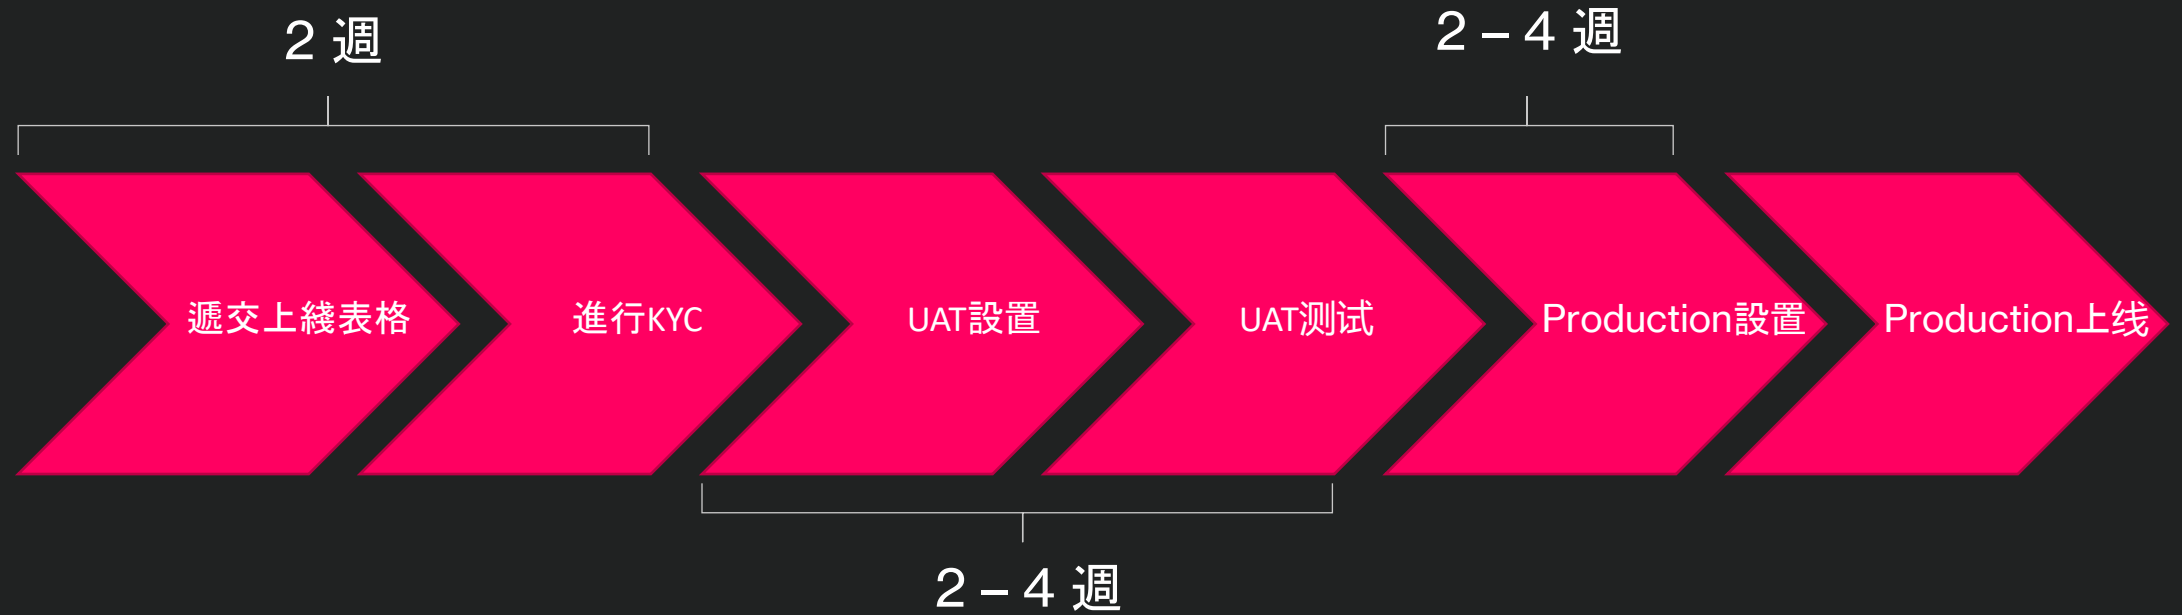 2 週
2 – 4 週
遞交上綫表格
進行KYC
UAT設置
UAT测试
Production設置
Production上线
2 – 4 週